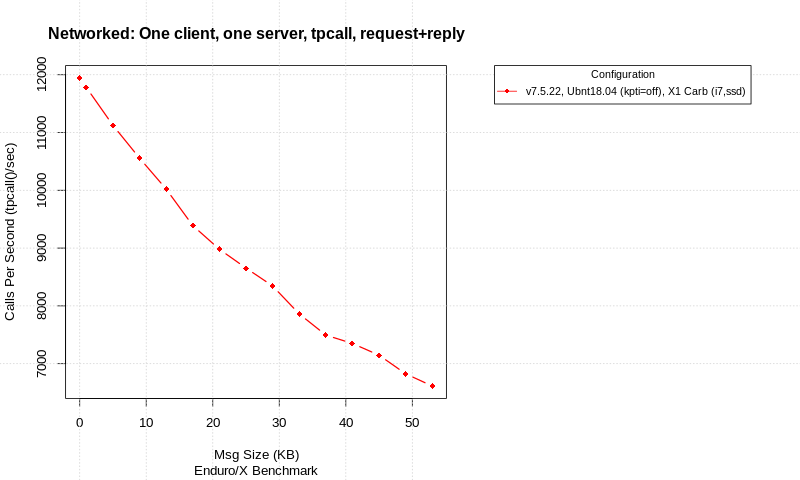 Networked: One client, one server, tpcall, request+reply
Configuration
v7.5.22, Ubnt18.04 (kpti=off), X1 Carb (i7,ssd)
Calls Per Second (tpcall()/sec)
12000
11000
10000
9000
8000
7000
0 10 20 30 40 50
Msg Size (KB)
Enduro/X Benchmark